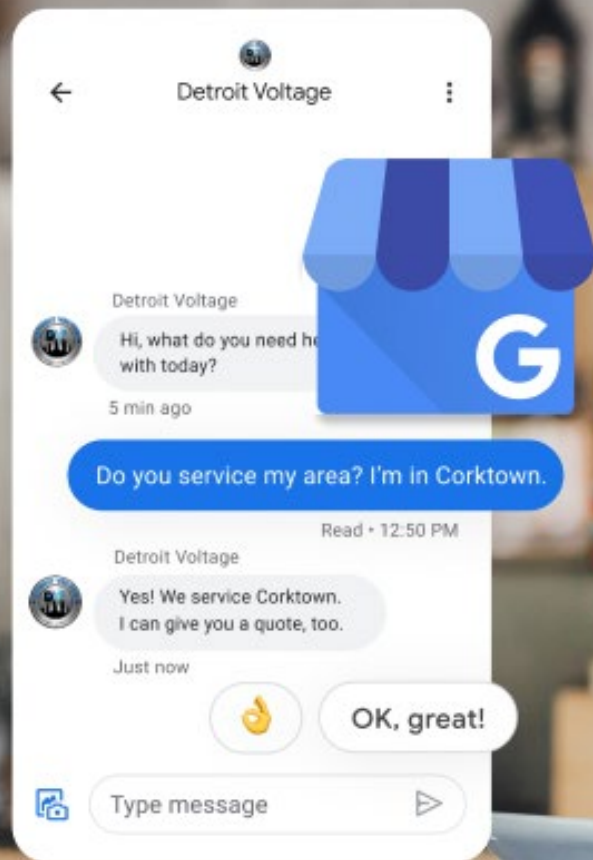 Detroit Voltage
Detroit Voltage
Hi, what do you need
with today?
5 min ago
G
Do you service my area? I'm in Corktown.
Read • 12:50 PM
Detroit Voltage
Yes! We service Corktown.
I can give you a quote, too.
Just now
👌
OK, great!
Type message